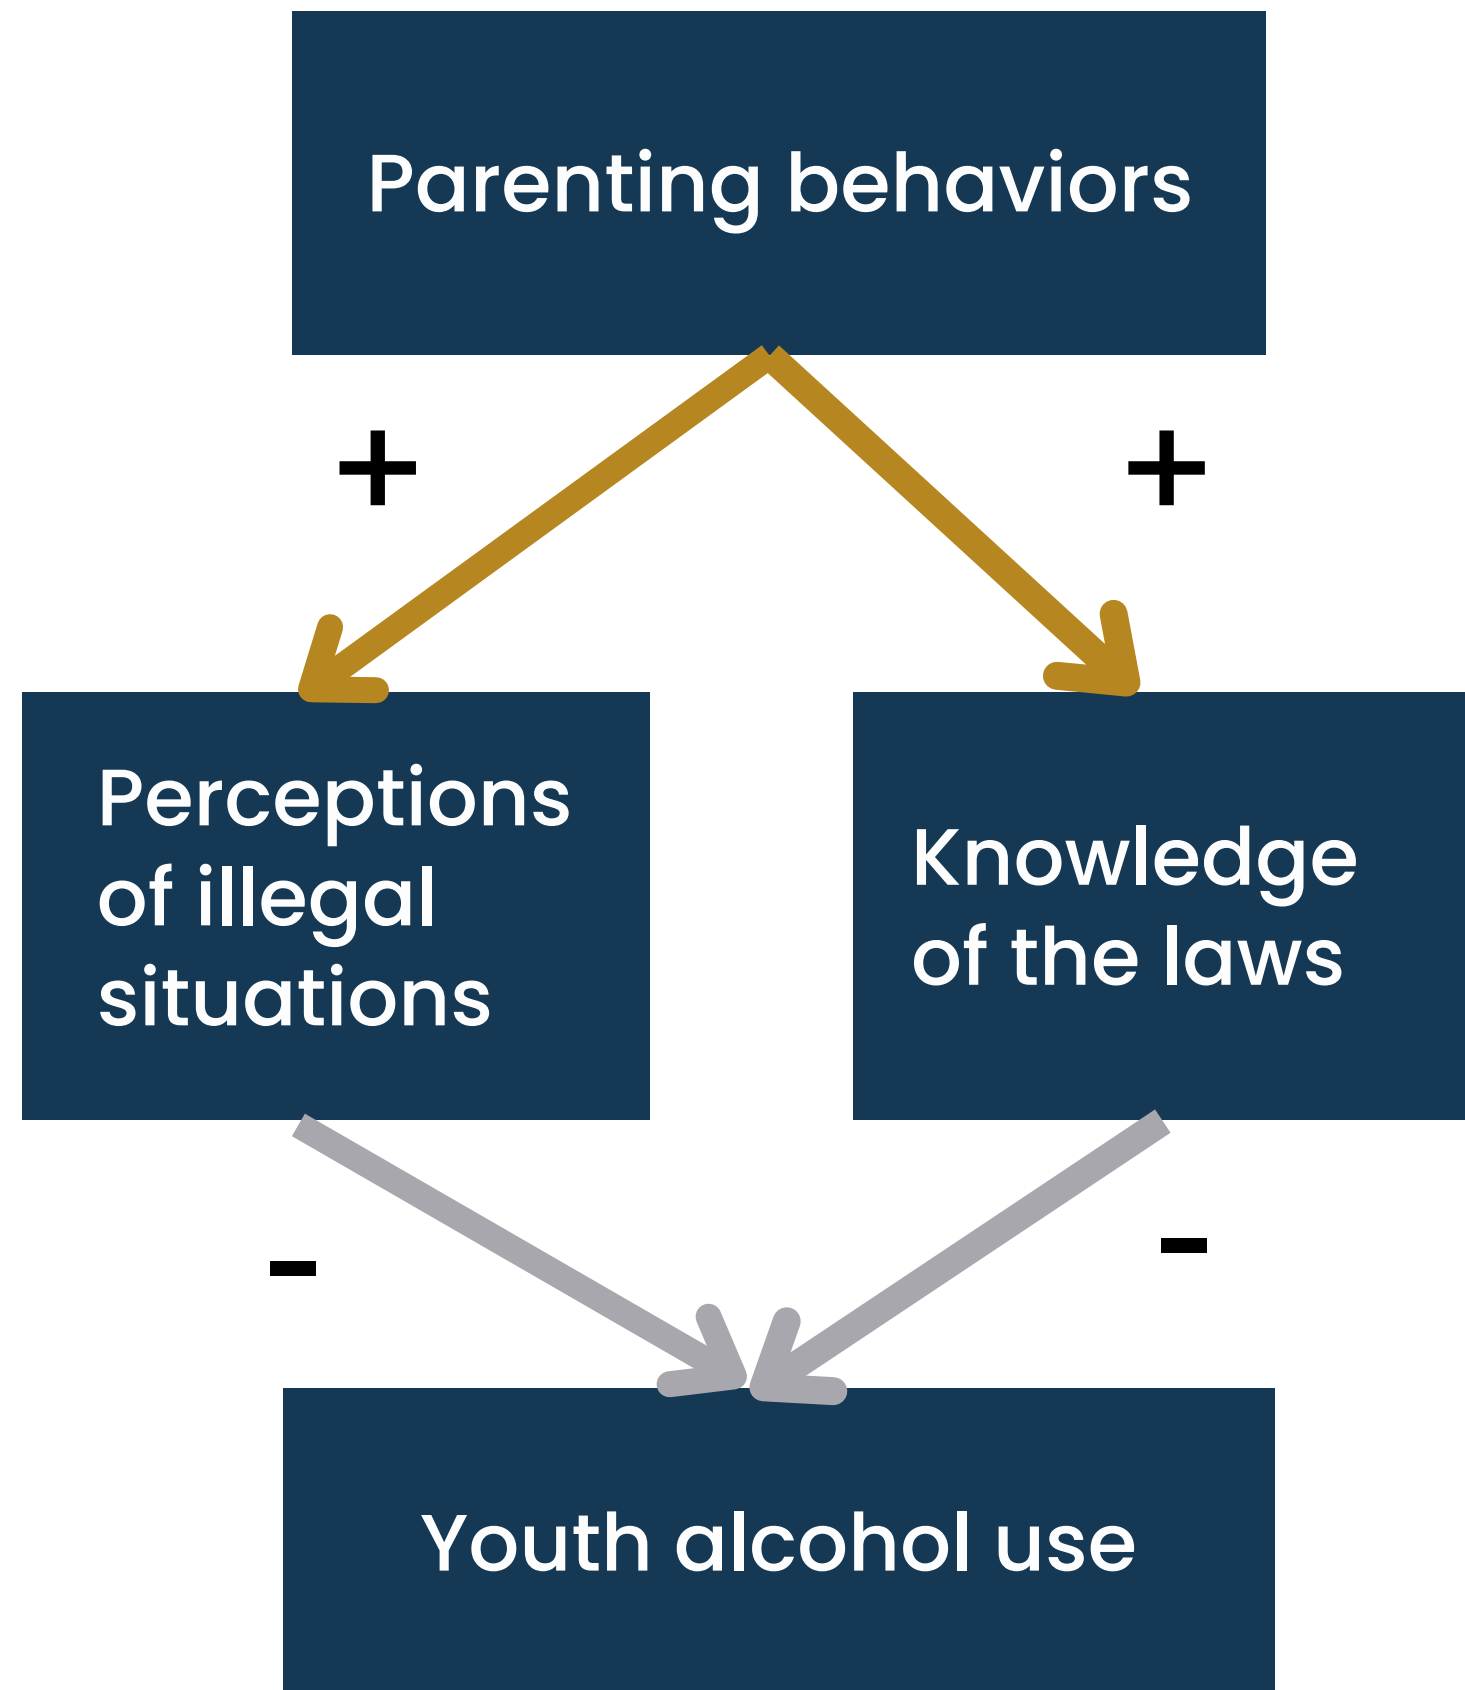 Parenting behaviors
+
+
Perceptions
of illegal
situations
Knowledge
of the laws
-
-
Youth alcohol use